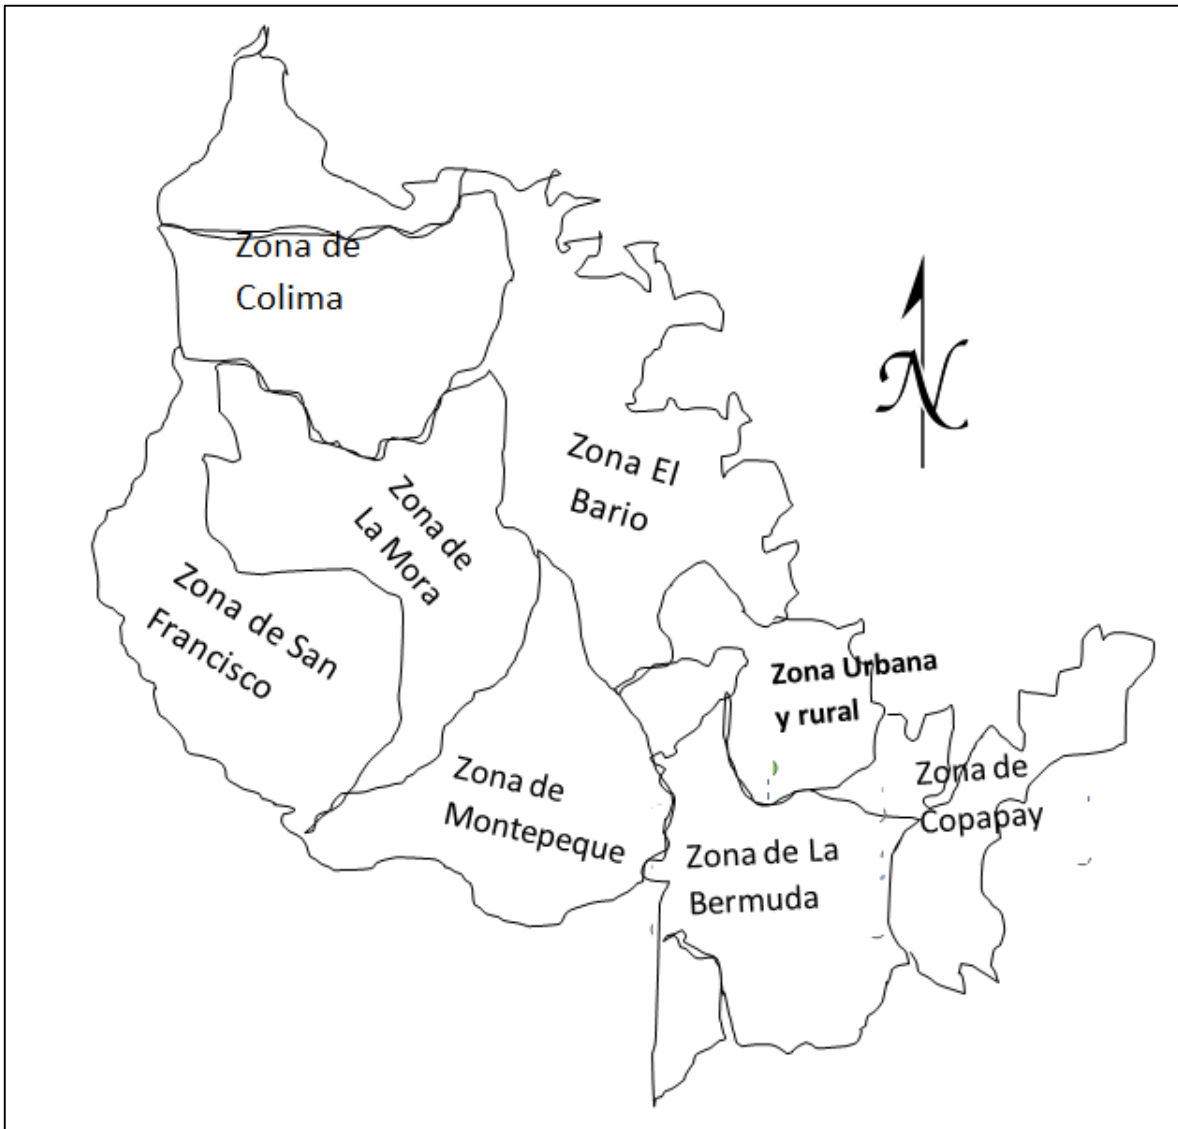 Zona de
Colima
N
Zona El
Bario
Zona de
La Mora
Zona de San
Francisco
Zona Urbana
y rural
Zona de
Montepeque
Zona de
Copapay
Zona de La
Bermuda